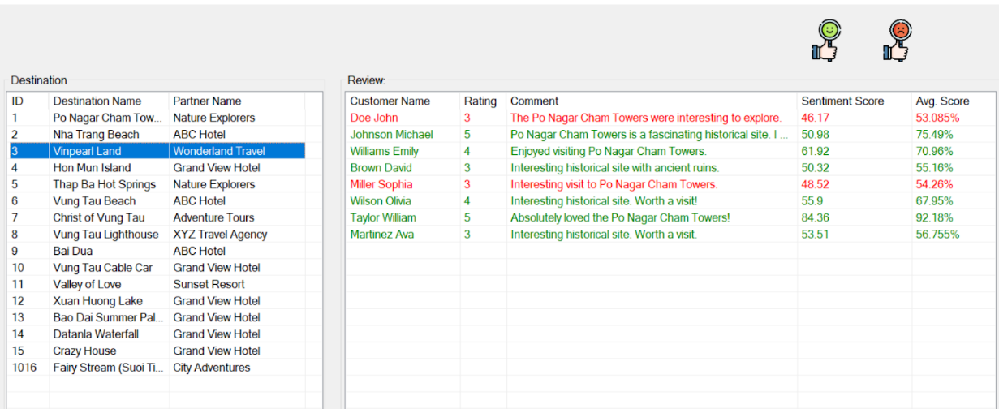 Destination
ID Destination Name Partner Name
1 Po Nagar Cham Tow... Nature Explorers
2 Nha Trang Beach ABC Hotel
3 Vinpearl Land Wonderland Travel
4 Hon Mun Island Grand View Hotel
5 Thap Ba Hot Springs Nature Explorers
6 Vung Tau Beach ABC Hotel
7 Christ of Vung Tau Adventure Tours
8 Vung Tau Lighthouse XYZ Travel Agency
9 Bai Dua ABC Hotel
10 Vung Tau Cable Car Grand View Hotel
11 Valley of Love Sunset Resort
12 Xuan Huong Lake Grand View Hotel
13 Bao Dai Summer Pal... Grand View Hotel
14 Datanla Waterfall Grand View Hotel
15 Crazy House Grand View Hotel
1016 Fairy Stream (Suoi Ti... City Adventures
Review:
Customer Name Rating Comment Sentiment Score Avg. Score
Doe John 3 The Po Nagar Cham Towers were interesting to explore. 46.17 53.085%
Johnson Michael 5 Po Nagar Cham Towers is a fascinating historical site. I ... 50.98 75.49%
Williams Emily 4 Enjoyed visiting Po Nagar Cham Towers. 61.92 70.96%
Brown David 3 Interesting historical site with ancient ruins. 50.32 55.16%
Miller Sophia 3 Interesting visit to Po Nagar Cham Towers. 48.52 54.26%
Wilson Olivia 4 Interesting historical site. Worth a visit! 55.9 67.95%
Taylor William 5 Absolutely loved the Po Nagar Cham Towers! 84.36 92.18%
Martinez Ava 3 Interesting historical site. Worth a visit. 53.51 56.755%